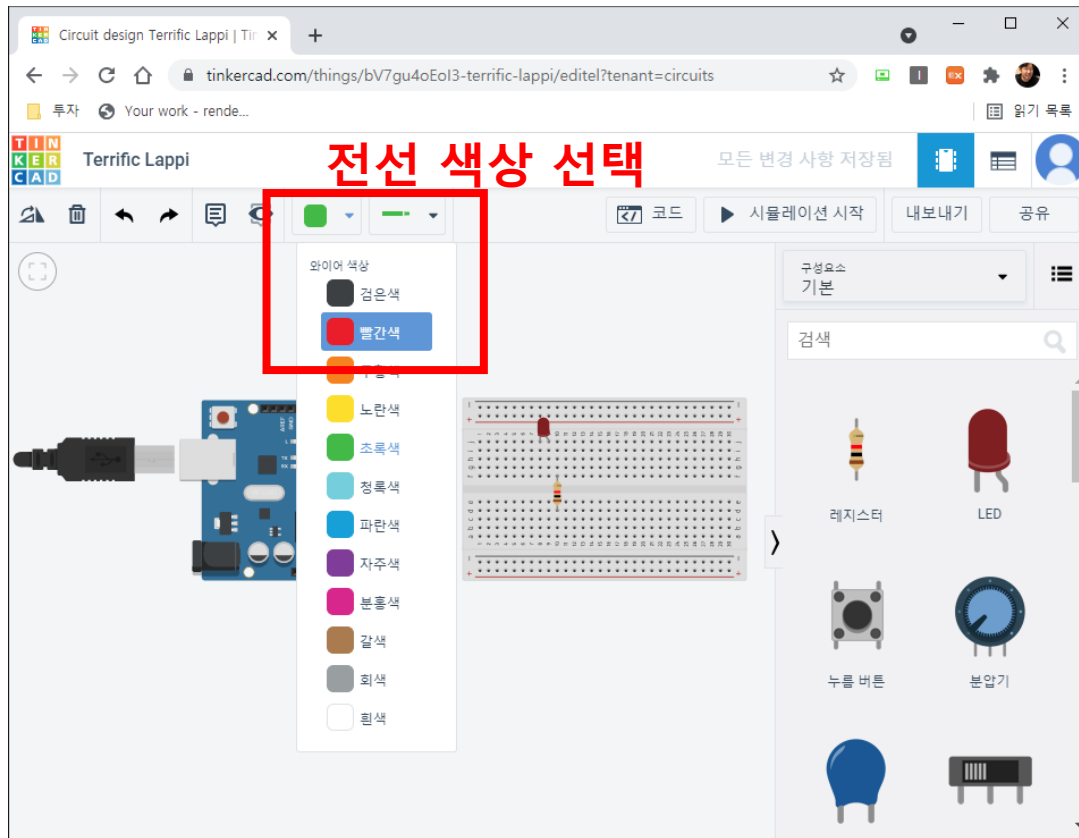 Circuit design Terrific Lappi | Tin
tinkercad.com/things/bV7gu4oEoI3-terrific-lappi/editel?tenant=circuits
투자
Your work - rende...
읽기 목록
TIN
KER
CAD
Terrific Lappi
전선 색상 선택
모든 변경 사항 저장됨
코드
시뮬레이션 시작
내보내기
공유
와이어 색상
검은색
빨간색
노란색
초록색
청록색
파란색
자주색
분홍색
갈색
회색
흰색
구성요소
기본
검색
레지스터
LED
누름 버튼
분압기